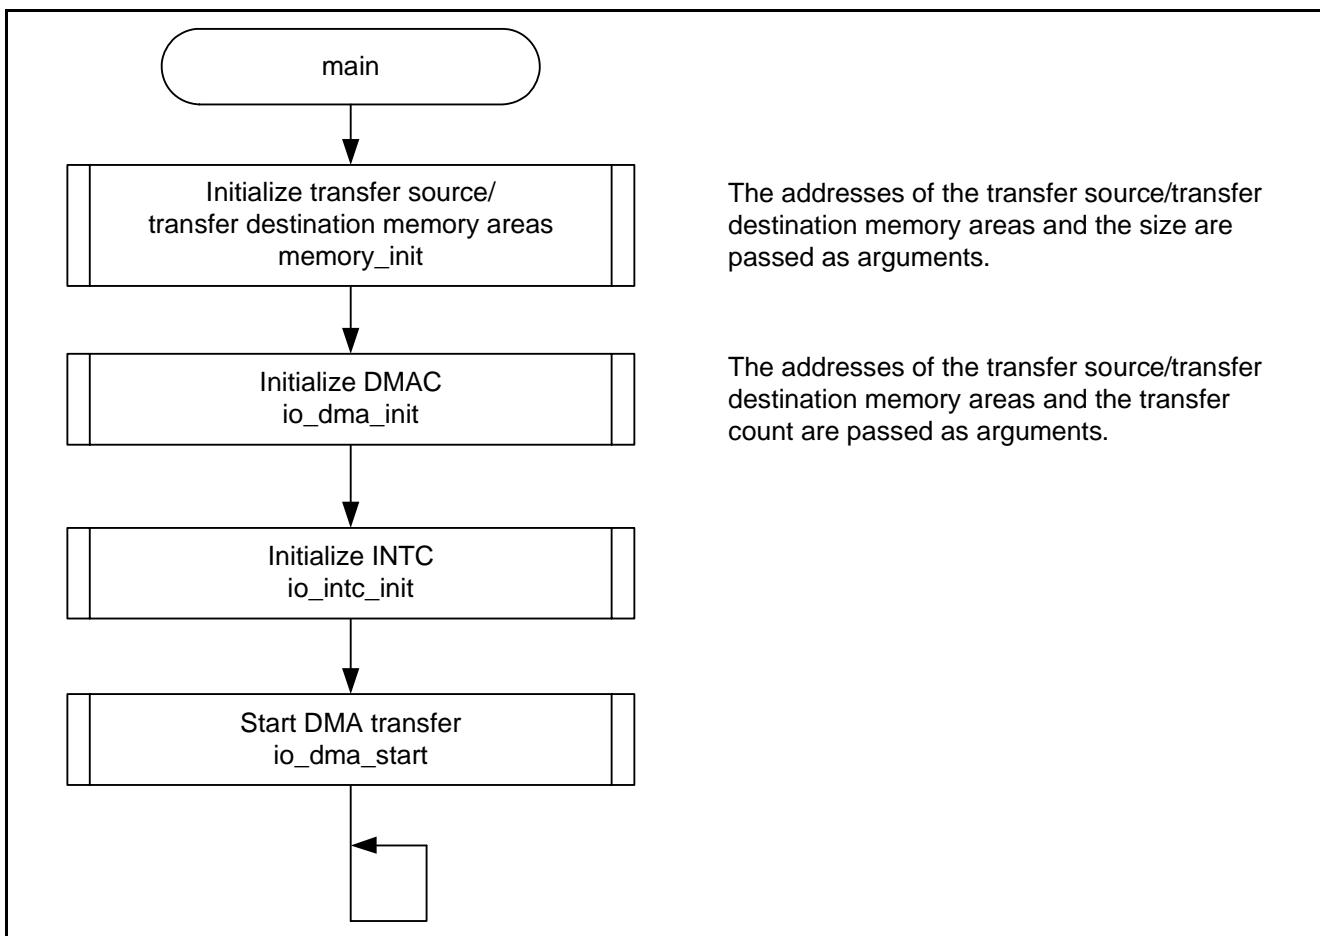 main
Initialize transfer source/
transfer destination memory areas
memory_init
The addresses of the transfer source/transfer
destination memory areas and the size are
passed as arguments.
Initialize DMAC
io_dma_init
The addresses of the transfer source/transfer
destination memory areas and the transfer
count are passed as arguments.
Initialize INTC
io_intc_init
Start DMA transfer
io_dma_start